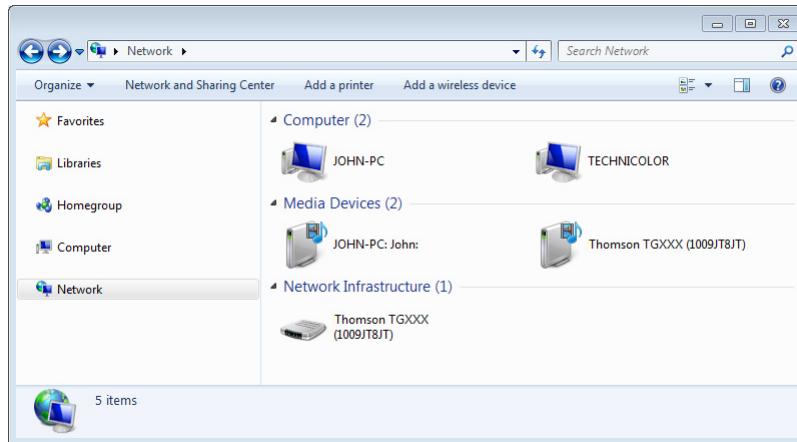 Network
Search Network
Organize
Network and Sharing Center
Add a printer
Add a wireless device
Favorites
Libraries
Homegroup
Computer
Network
Computer (2)
JOHN-PC
TECHNICOLOR
Media Devices (2)
JOHN-PC: John:
Thomson TGXXX (1009JT8JT)
Network Infrastructure (1)
Thomson TGXXX
(1009JT8JT)
5 items